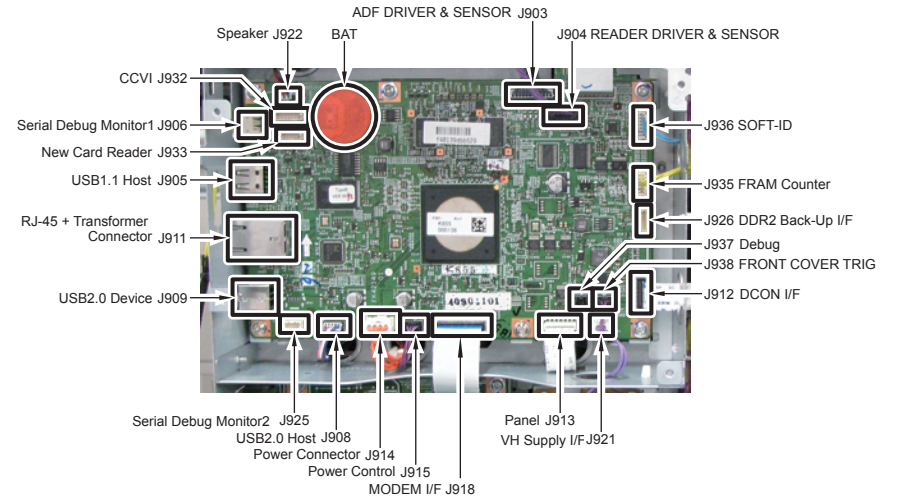 ADF DRIVER & SENSOR J903
Speaker J922
BAT
J904 READER DRIVER & SENSOR
CCVI J932
Serial Debug Monitor1 J906
J936 SOFT-ID
New Card Reader J933
USB1.1 Host J905
J935 FRAM Counter
RJ-45 + Transformer
Connector J911
J926 DDR2 Back-Up I/F
J937 Debug
J938 FRONT COVER TRIG
USB2.0 Device J909
J912 DCON I/F
40901101
Serial Debug Monitor2 J925
Panel J913
USB2.0 Host J908
VH Supply I/F J921
Power Connector J914
Power Control J915
MODEM I/F J918